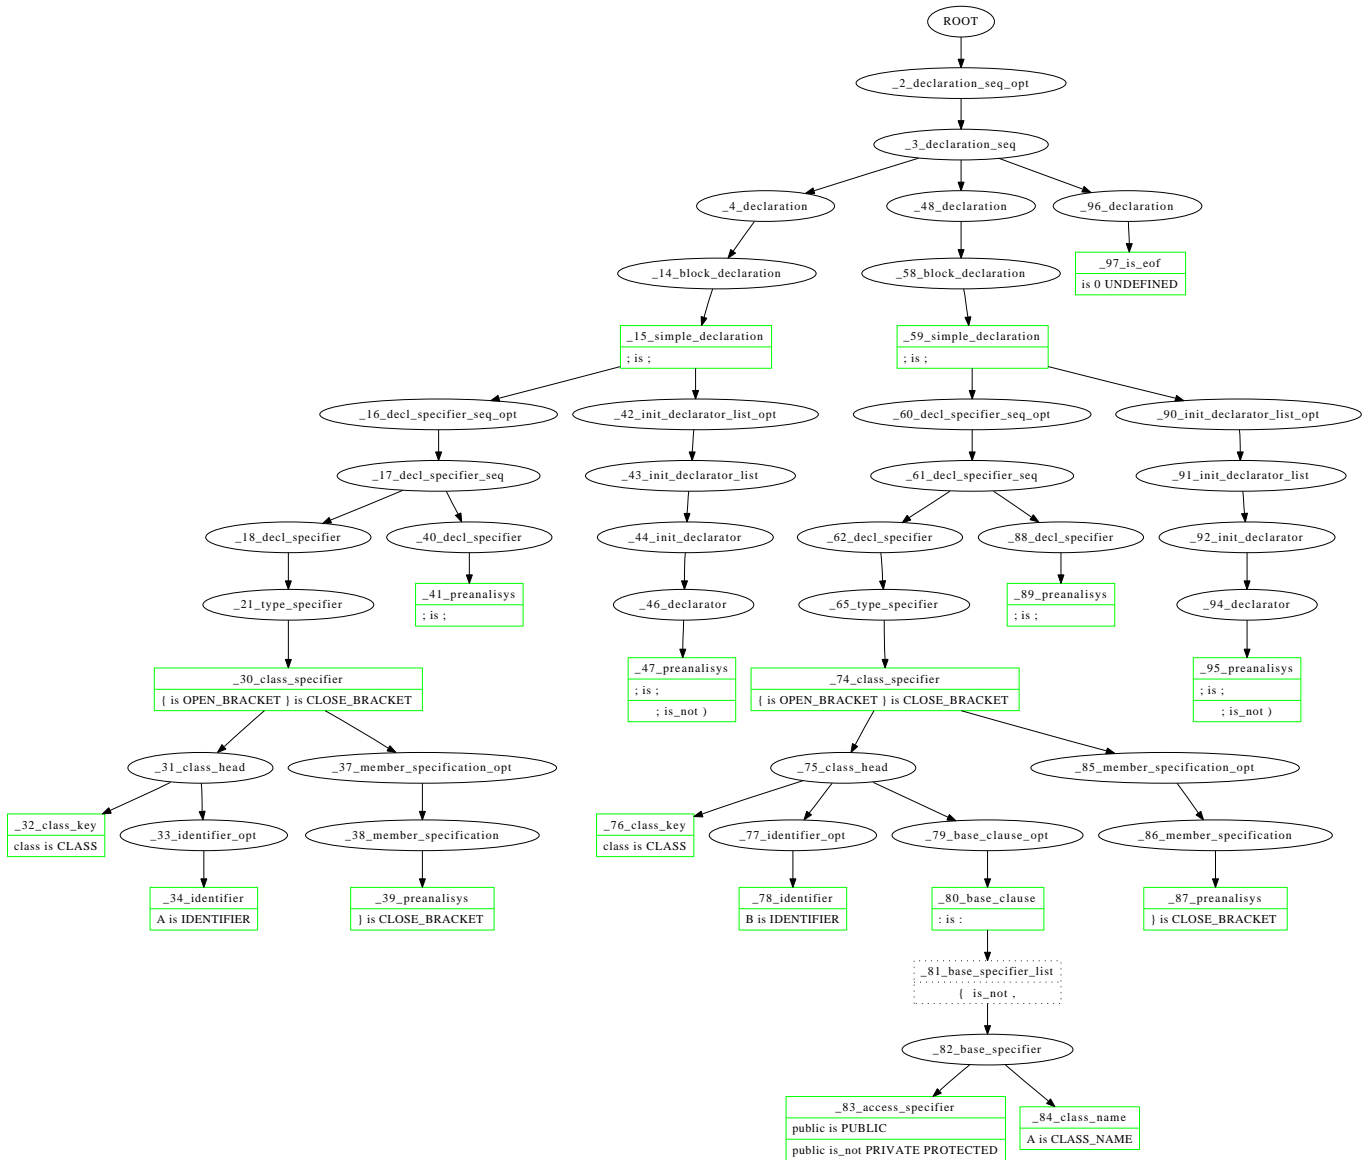 ROOT
_2_declaration_seq_opt
_3_declaration_seq
_4_declaration
_48_declaration
_96_declaration
_14_block_declaration
_58_block_declaration
_97_is_eof
is 0 UNDEFINED
_15_simple_declaration
; is ;
_59_simple_declaration
; is ;
_16_decl_specifier_seq_opt
_42_init_declarator_list_opt
_60_decl_specifier_seq_opt
_90_init_declarator_list_opt
_17_decl_specifier_seq
_43_init_declarator_list
_61_decl_specifier_seq
_91_init_declarator_list
_18_decl_specifier
_40_decl_specifier
_44_init_declarator
_62_decl_specifier
_88_decl_specifier
_92_init_declarator
_21_type_specifier
_41_preanalisys
; is ;
_46_declarator
_65_type_specifier
_89_preanalisys
; is ;
_94_declarator
_30_class_specifier
{ is OPEN_BRACKET } is CLOSE_BRACKET
_47_preanalisys
; is ;
; is_not )
_74_class_specifier
{ is OPEN_BRACKET } is CLOSE_BRACKET
_95_preanalisys
; is ;
; is_not )
_31_class_head
_37_member_specification_opt
_75_class_head
_85_member_specification_opt
_32_class_key
class is CLASS
_33_identifier_opt
_38_member_specification
_76_class_key
class is CLASS
_77_identifier_opt
_79_base_clause_opt
_86_member_specification
_34_identifier
A is IDENTIFIER
_39_preanalisys
} is CLOSE_BRACKET
_78_identifier
B is IDENTIFIER
_80_base_clause
: is :
_87_preanalisys
} is CLOSE_BRACKET
_81_base_specifier_list
{ is_not ,
_82_base_specifier
_83_access_specifier
public is PUBLIC
public is_not PRIVATE PROTECTED
_84_class_name
A is CLASS_NAME